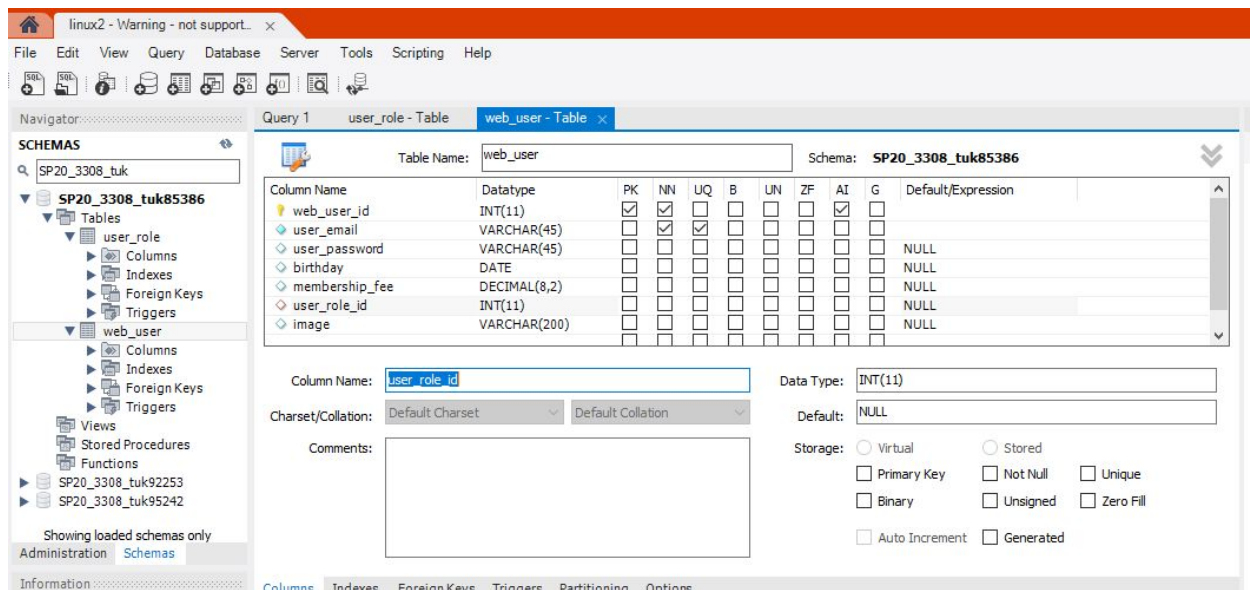 linux2 - Warning - not support...
File Edit View Query Database Server Tools Scripting Help
Navigator
SCHEMAS
SP20_3308_tuk
SP20_3308_tuk85386
Tables
user_role
Columns
Indexes
Foreign Keys
Triggers
web_user
Columns
Indexes
Foreign Keys
Triggers
Views
Stored Procedures
Functions
SP20_3308_tuk92253
SP20_3308_tuk95242
Showing loaded schemas only
Administration Schemas
Information
Query 1 user_role - Table web_user - Table
Table Name: web_user Schema: SP20_3308_tuk85386
Column Name Datatype PK NN UQ B UN ZF AI G Default/Expression
web_user_id INT(11)
user_email VARCHAR(45)
user_password VARCHAR(45) NULL
birthday DATE NULL
membership_fee DECIMAL(8,2) NULL
user_role_id INT(11) NULL
image VARCHAR(200) NULL
Column Name: user_role_id Data Type: INT(11)
Charset/Collation: Default Charset Default Collation Default: NULL
Comments: Storage: Virtual Stored
Primary Key Not Null Unique
Binary Unsigned Zero Fill
Auto Increment Generated
Columns Indexes Foreign Keys Triggers Partitioning Options